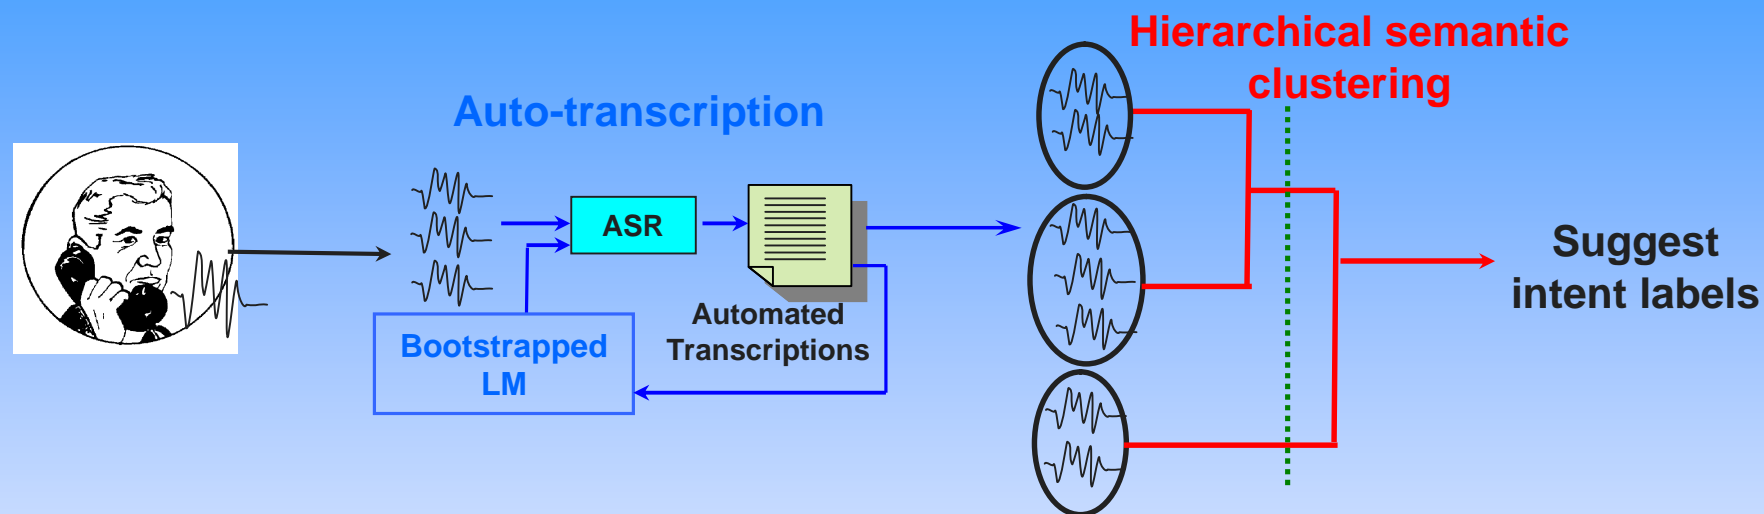 Hierarchical semantic
clustering
Auto-transcription
ASR
Automated
Transcriptions
Bootstrapped
LM
Suggest
intent labels